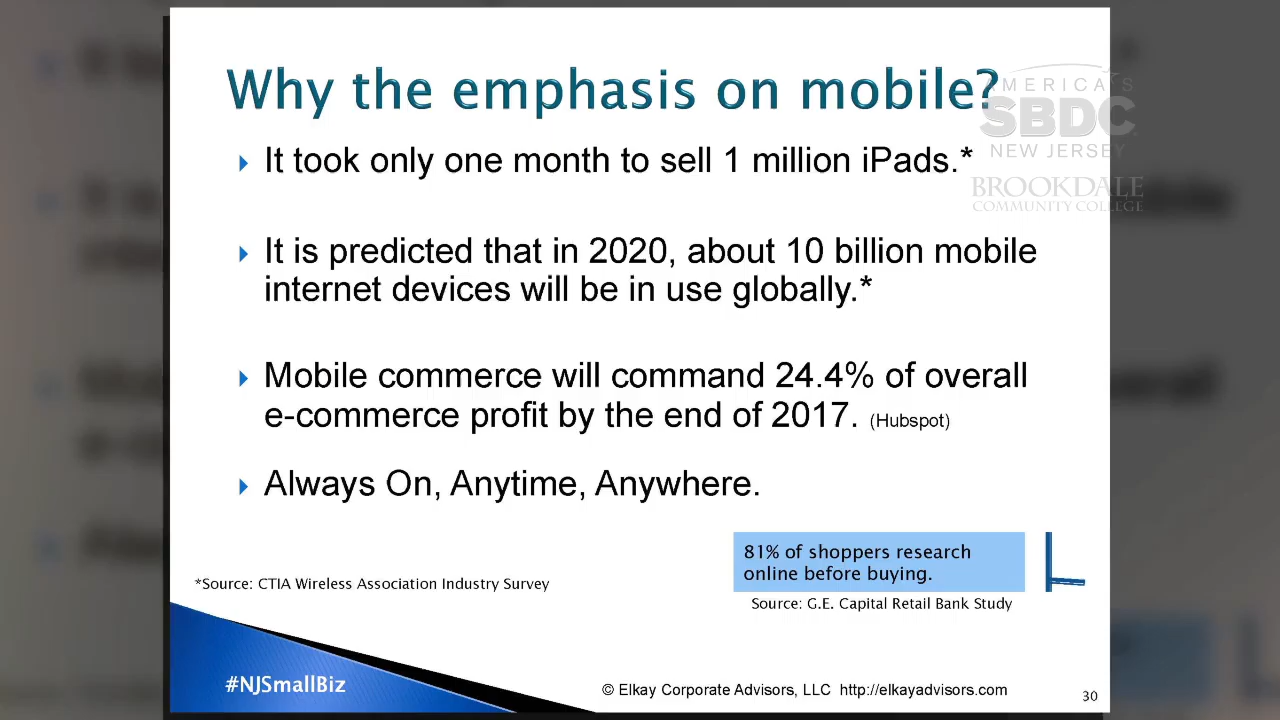 Why the emphasis on mobile?
AMERICA'S
SBDC
NEW JERSEY
BROOKDALE
COMMUNITY COLLEGE
It took only one month to sell 1 million iPads.*
It is predicted that in 2020, about 10 billion mobile
internet devices will be in use globally.*
Mobile commerce will command 24.4% of overall
e-commerce profit by the end of 2017. (Hubspot)
Always On, Anytime, Anywhere.
81% of shoppers research
online before buying.
*Source: CTIA Wireless Association Industry Survey
Source: G.E. Capital Retail Bank Study
#NJSmallBiz
© Elkay Corporate Advisors, LLC http://elkayadvisors.com
30